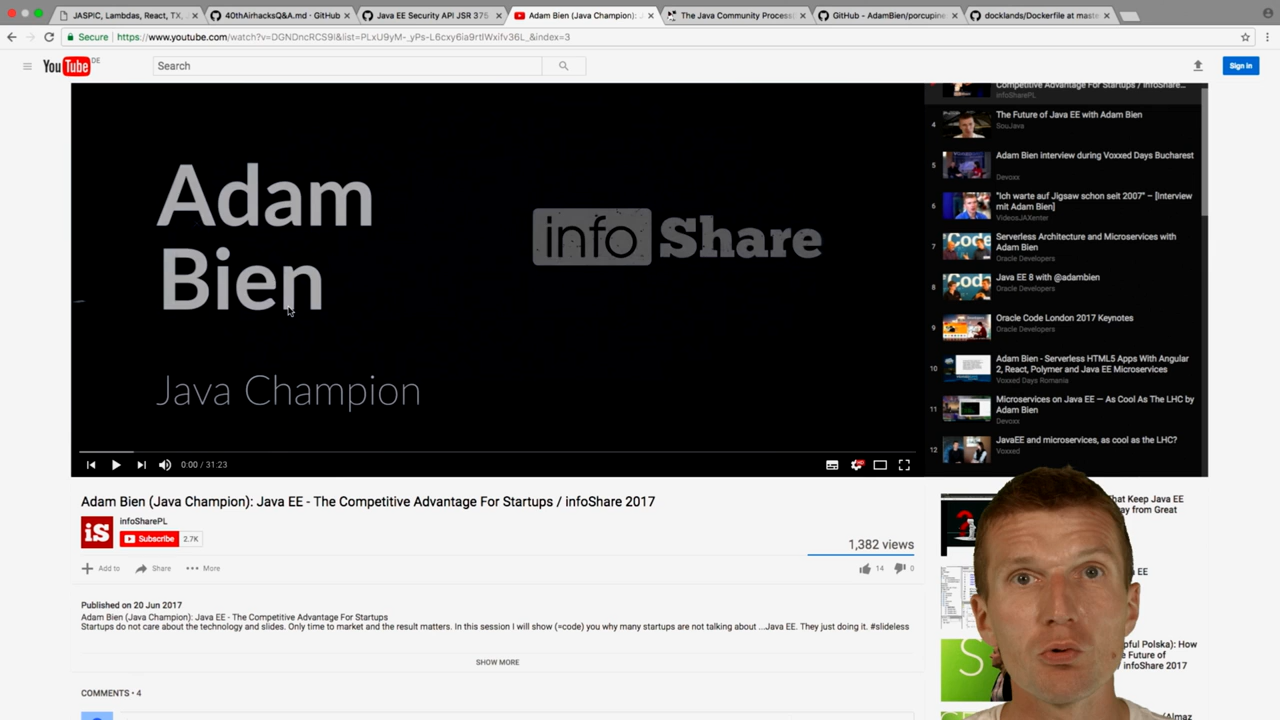 JASPIC, Lambdas, React, TX,
40thAirhacksQ&A.md · GitHub
Java EE Security API JSR 375
Adam Bien (Java Champion): J
The Java Community Process(
GitHub - AdamBien/porcupine
docklands/Dockerfile at maste
Secure
https://www.youtube.com/watch?v=DGNDncRCS9I&list=PLxU9yM-_yPs-L6cxy6ia9rtIWxifv36L_&index=3
YouTube DE
Search
Sign in
Adam
Bien
Java Champion
info Share
0:00 / 31:23
Competitive Advantage For Startups / infoShare...
infoSharePL
4
The Future of Java EE with Adam Bien
SouJava
5
Adam Bien interview during Voxxed Days Bucharest
Devoxx
6
"Ich warte auf Jigsaw schon seit 2007" – [Interview
mit Adam Bien]
VideosJAXenter
7
Serverless Architecture and Microservices with
Adam Bien
Oracle Developers
8
Java EE 8 with @adambien
Oracle Developers
9
Oracle Code London 2017 Keynotes
Oracle Developers
10
Adam Bien - Serverless HTML5 Apps With Angular
2, React, Polymer and Java EE Microservices
Voxxed Days Romania
11
Microservices on Java EE — As Cool As The LHC by
Adam Bien
Devoxx
12
JavaEE and microservices, as cool as the LHC?
Voxxed
Adam Bien (Java Champion): Java EE - The Competitive Advantage For Startups / infoShare 2017
iS
infoSharePL
Subscribe 2.7K
1,382 views
Add to
Share
More
14
0
Published on 20 Jun 2017
Adam Bien (Java Champion): Java EE - The Competitive Advantage For Startups
Startups do not care about the technology and slides. Only time to market and the result matters. In this session I will show (=code) you why many startups are not talking about ...Java EE. They just doing it. #slideless
SHOW MORE
COMMENTS • 4
That Keep Java EE
way from Great
EE
pful Polska): How
e Future of
infoShare 2017
(Almaz